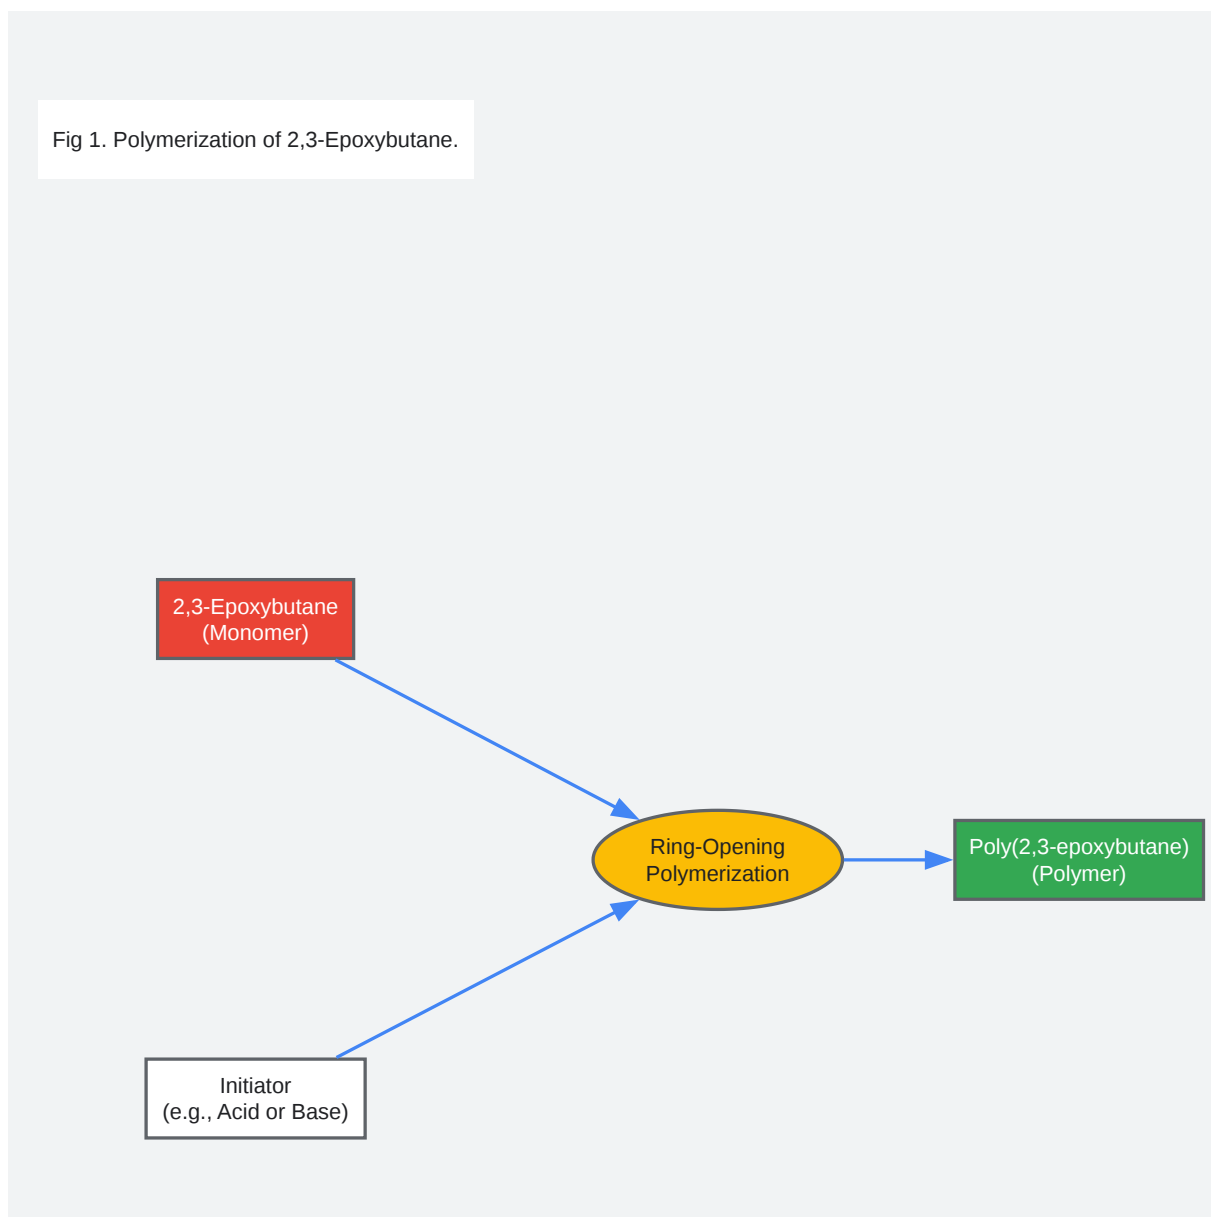 Fig 1. Polymerization of 2,3-Epoxybutane.
2,3-Epoxybutane
(Monomer)
Ring-Opening
Polymerization
Poly(2,3-epoxybutane)
(Polymer)
Initiator
(e.g., Acid or Base)